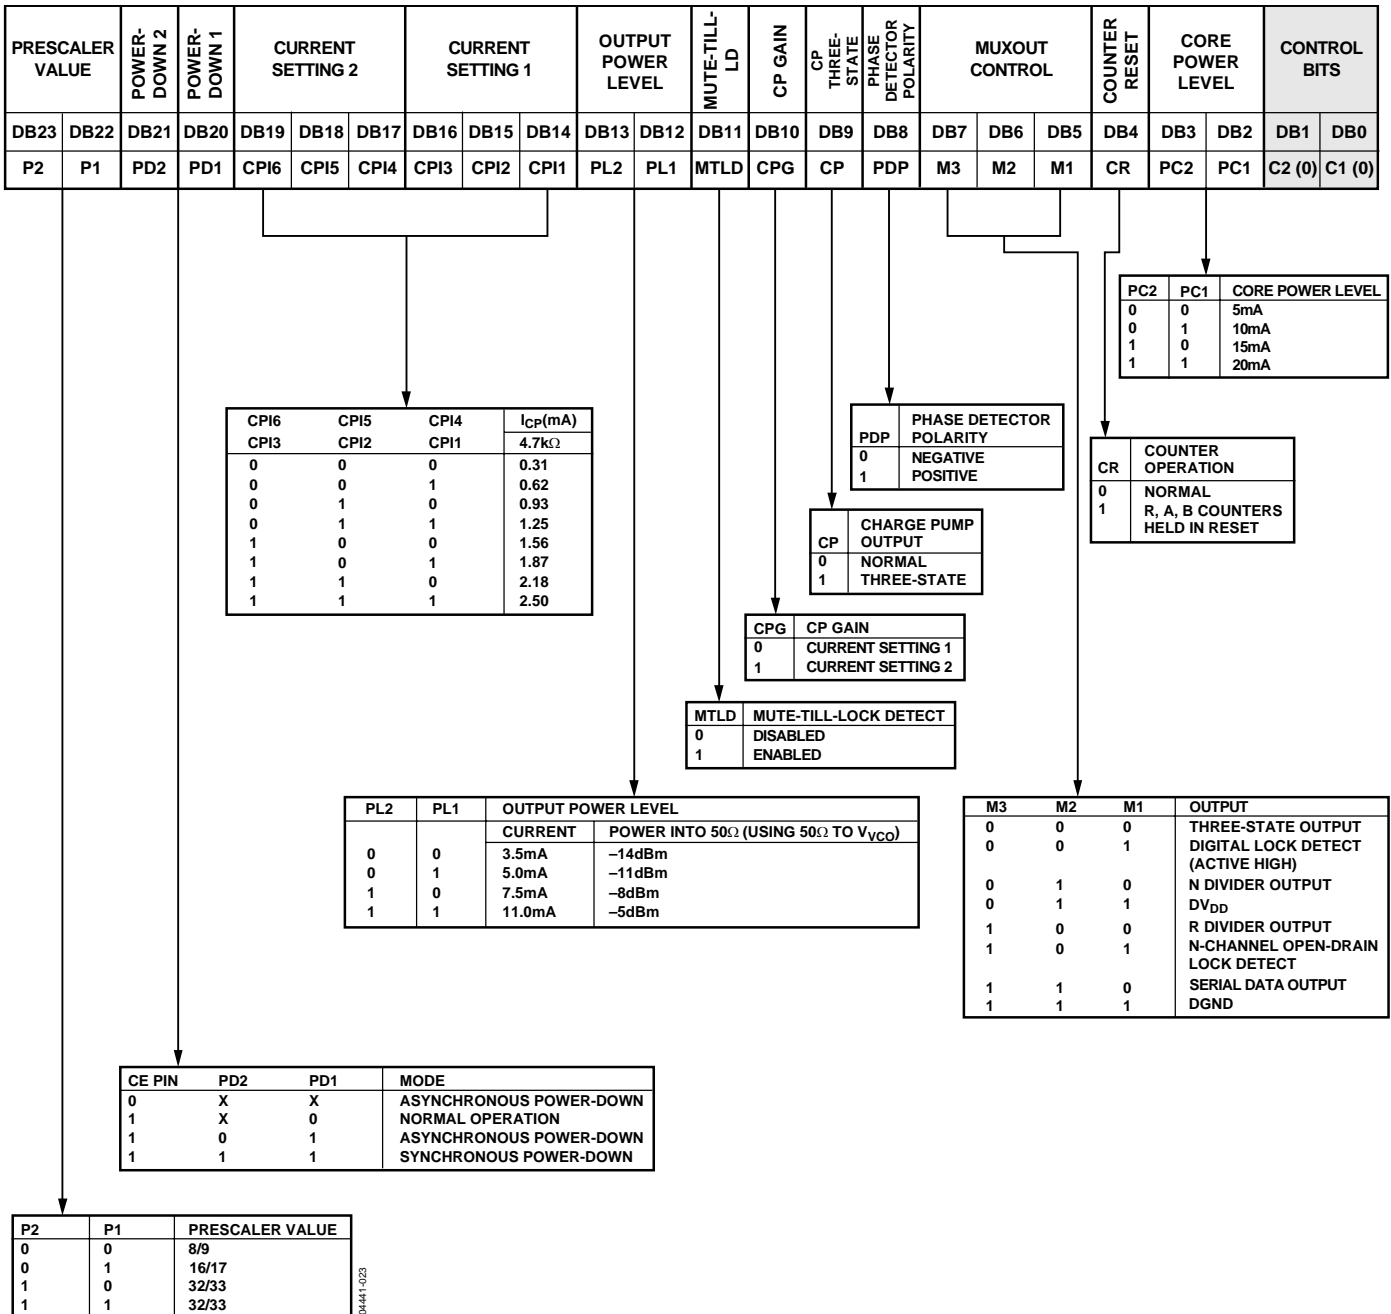 PRESCALER VALUE
POWER-DOWN 2
POWER-DOWN 1
CURRENT SETTING 2
CURRENT SETTING 1
OUTPUT POWER LEVEL
MUTE-TILL-LD
CP GAIN
CP THREE-STATE
PHASE DETECTOR POLARITY
MUXOUT CONTROL
COUNTER RESET
CORE POWER LEVEL
CONTROL BITS
DB23 DB22 DB21 DB20 DB19 DB18 DB17 DB16 DB15 DB14 DB13 DB12 DB11 DB10 DB9 DB8 DB7 DB6 DB5 DB4 DB3 DB2 DB1 DB0
P2 P1 PD2 PD1 CPI6 CPI5 CPI4 CPI3 CPI2 CPI1 PL2 PL1 MTLD CPG CP PDP M3 M2 M1 CR PC2 PC1 C2 (0) C1 (0)
PC2 PC1 CORE POWER LEVEL
0 0 5mA
0 1 10mA
1 0 15mA
1 1 20mA
CPI6 CPI5 CPI4 ICP(mA)
CPI3 CPI2 CPI1 4.7kΩ
0 0 0 0.31
0 0 1 0.62
0 1 0 0.93
0 1 1 1.25
1 0 0 1.56
1 0 1 1.87
1 1 0 2.18
1 1 1 2.50
PDP PHASE DETECTOR POLARITY
0 NEGATIVE
1 POSITIVE
CR COUNTER OPERATION
0 NORMAL
1 R, A, B COUNTERS
HELD IN RESET
CP CHARGE PUMP OUTPUT
0 NORMAL
1 THREE-STATE
CPG CP GAIN
0 CURRENT SETTING 1
1 CURRENT SETTING 2
MTLD MUTE-TILL-LOCK DETECT
0 DISABLED
1 ENABLED
PL2 PL1 OUTPUT POWER LEVEL
CURRENT POWER INTO 50Ω (USING 50Ω TO VVCO)
0 0 3.5mA –14dBm
0 1 5.0mA –11dBm
1 0 7.5mA –8dBm
1 1 11.0mA –5dBm
M3 M2 M1 OUTPUT
0 0 0 THREE-STATE OUTPUT
0 0 1 DIGITAL LOCK DETECT
(ACTIVE HIGH)
0 1 0 N DIVIDER OUTPUT
0 1 1 DVDD
1 0 0 R DIVIDER OUTPUT
1 0 1 N-CHANNEL OPEN-DRAIN
LOCK DETECT
1 1 0 SERIAL DATA OUTPUT
1 1 1 DGND
CE PIN PD2 PD1 MODE
0 X X ASYNCHRONOUS POWER-DOWN
1 X 0 NORMAL OPERATION
1 0 1 ASYNCHRONOUS POWER-DOWN
1 1 1 SYNCHRONOUS POWER-DOWN
P2 P1 PRESCALER VALUE
0 0 8/9
0 1 16/17
1 0 32/33
1 1 32/33
04441-023